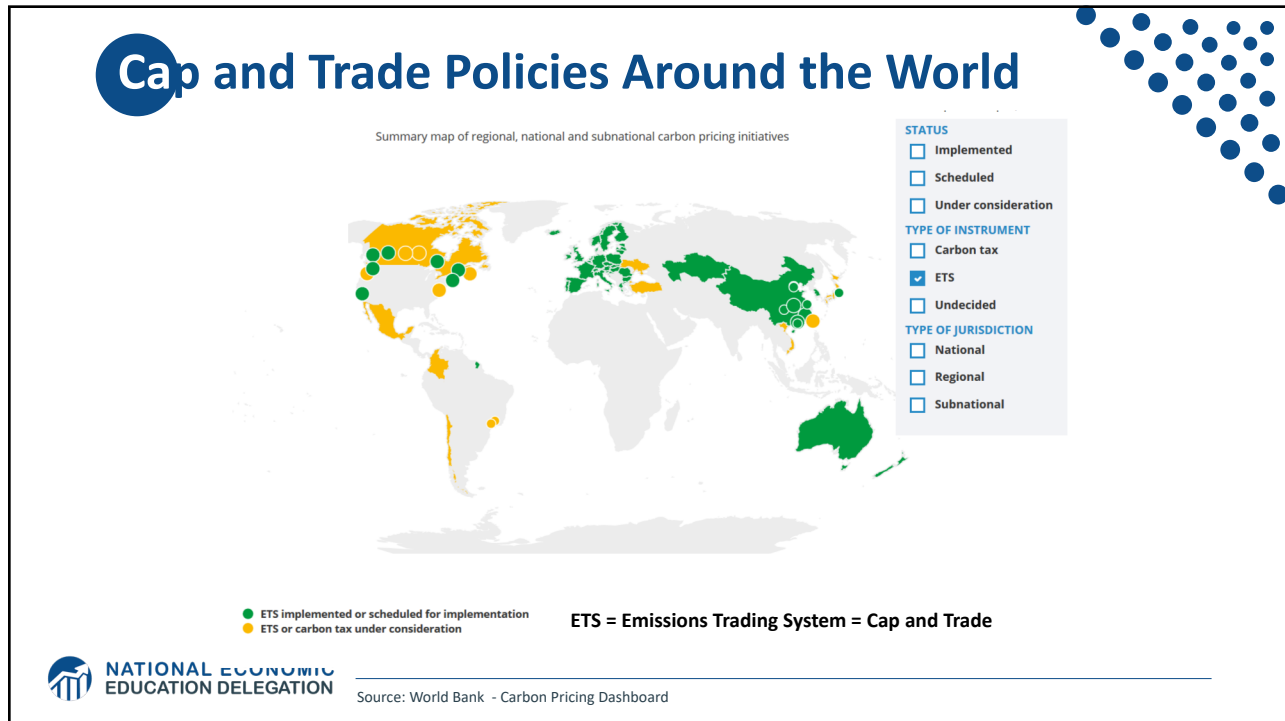 Cap and Trade Policies Around the World
Summary map of regional, national and subnational carbon pricing initiatives
STATUS
Implemented
Scheduled
Under consideration
TYPE OF INSTRUMENT
Carbon tax
ETS
Undecided
TYPE OF JURISDICTION
National
Regional
Subnational
ETS implemented or scheduled for implementation
ETS or carbon tax under consideration
ETS = Emissions Trading System = Cap and Trade
NATIONAL ECONOMIC
EDUCATION DELEGATION
Source: World Bank - Carbon Pricing Dashboard